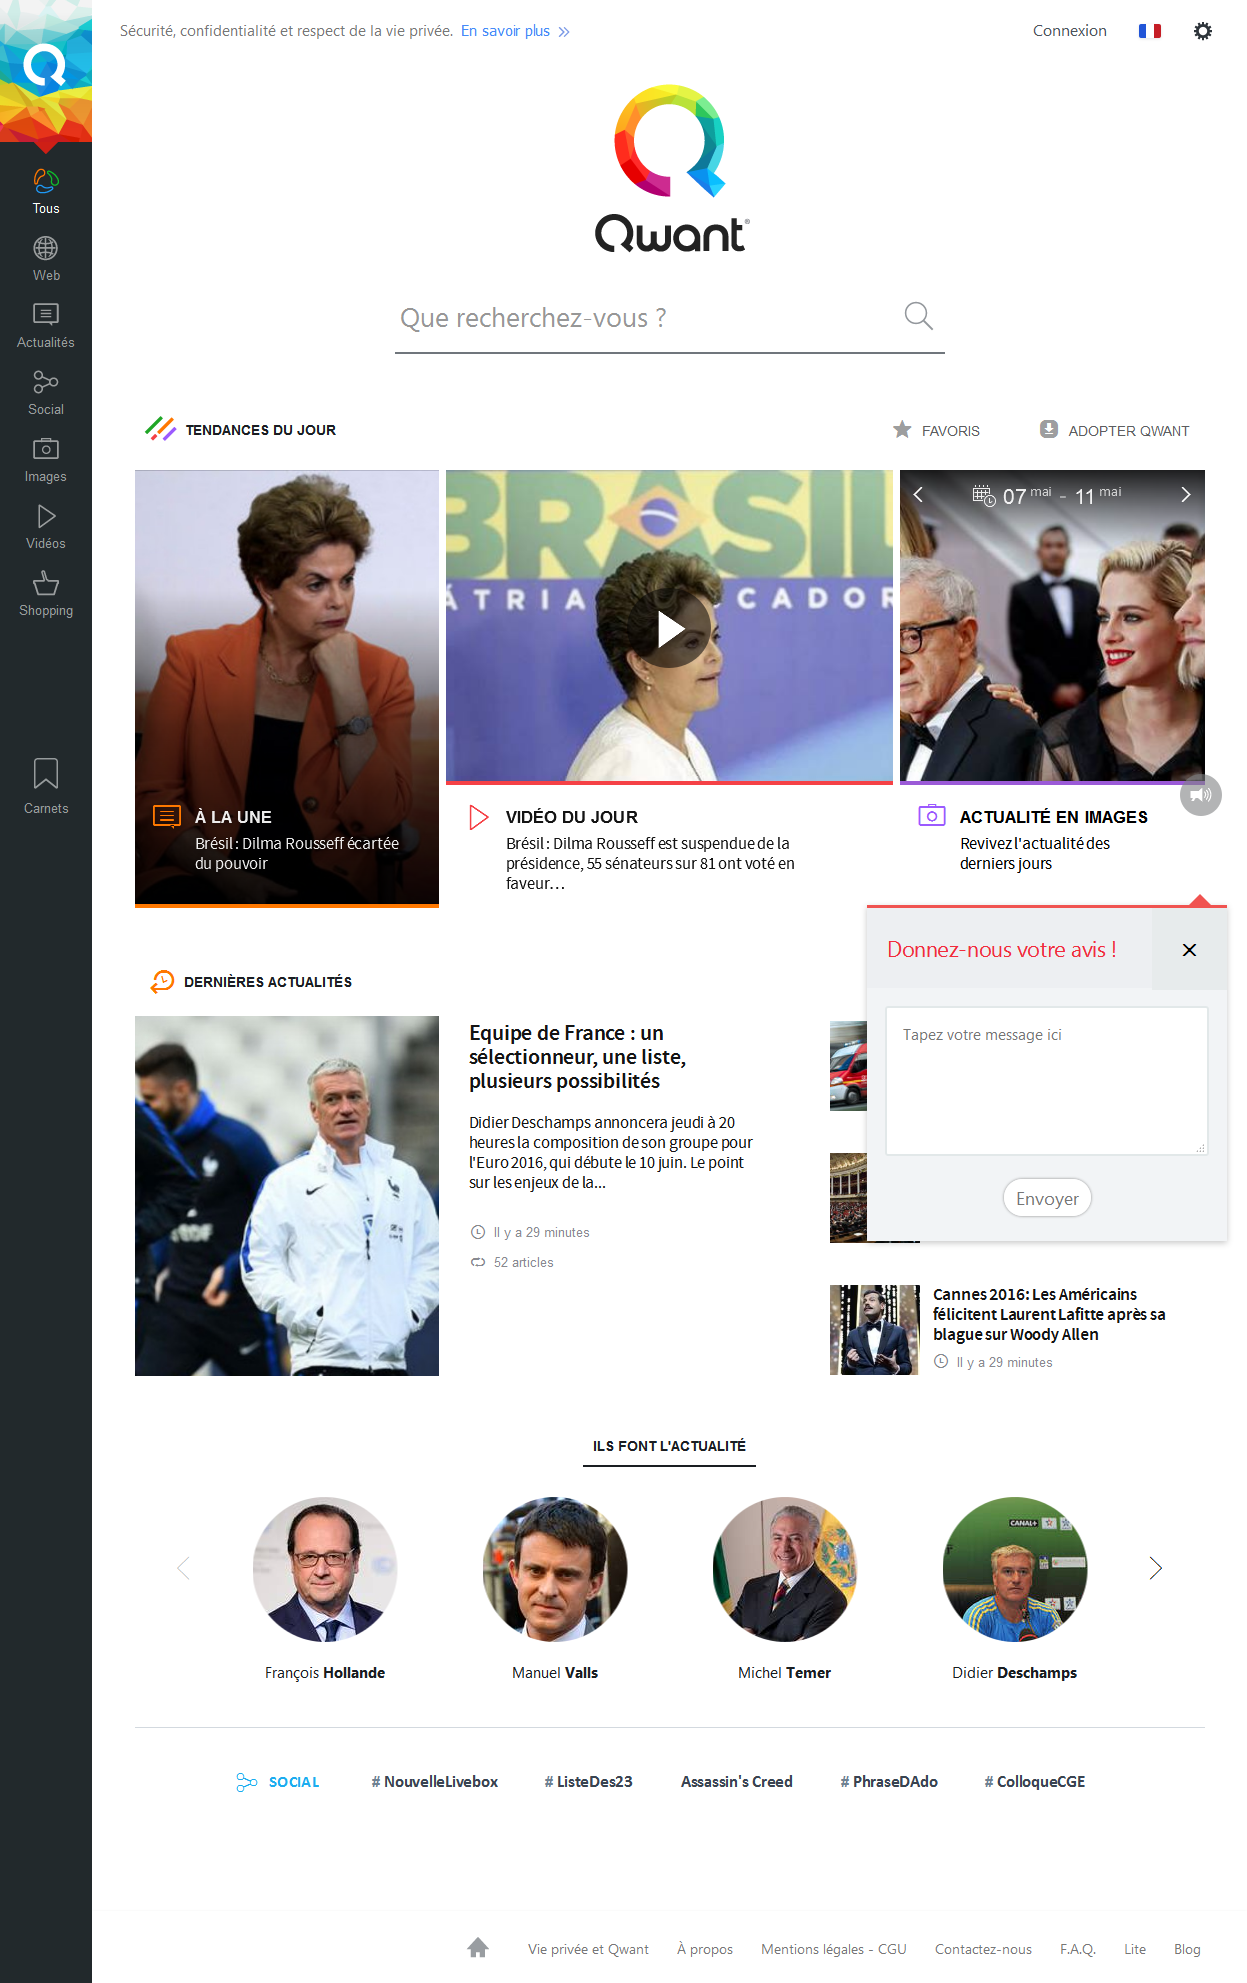 Sécurité, confidentialité et respect de la vie privée. En savoir plus »
Connexion
Tous
Web
Actualités
Social
Images
Vidéos
Shopping
Carnets
Qwant®
Que recherchez-vous ?
TENDANCES DU JOUR
FAVORIS
ADOPTER QWANT
BRASIL
ÁTRIA
CADOR
07 mai - 11 mai
À LA UNE
Brésil : Dilma Rousseff écartée
du pouvoir
VIDÉO DU JOUR
Brésil : Dilma Rousseff est suspendue de la
présidence, 55 sénateurs sur 81 ont voté en
faveur…
ACTUALITÉ EN IMAGES
Revivez l'actualité des
derniers jours
Donnez-nous votre avis !
Tapez votre message ici
Envoyer
DERNIÈRES ACTUALITÉS
Equipe de France : un
sélectionneur, une liste,
plusieurs possibilités
Didier Deschamps annoncera jeudi à 20
heures la composition de son groupe pour
l'Euro 2016, qui débute le 10 juin. Le point
sur les enjeux de la...
Il y a 29 minutes
52 articles
Cannes 2016: Les Américains
félicitent Laurent Lafitte après sa
blague sur Woody Allen
Il y a 29 minutes
ILS FONT L'ACTUALITÉ
CANAL+
François Hollande
Manuel Valls
Michel Temer
Didier Deschamps
SOCIAL
# NouvelleLivebox
# ListeDes23
Assassin's Creed
# PhraseDAdo
# ColloqueCGE
Vie privée et Qwant
À propos
Mentions légales - CGU
Contactez-nous
F.A.Q.
Lite
Blog